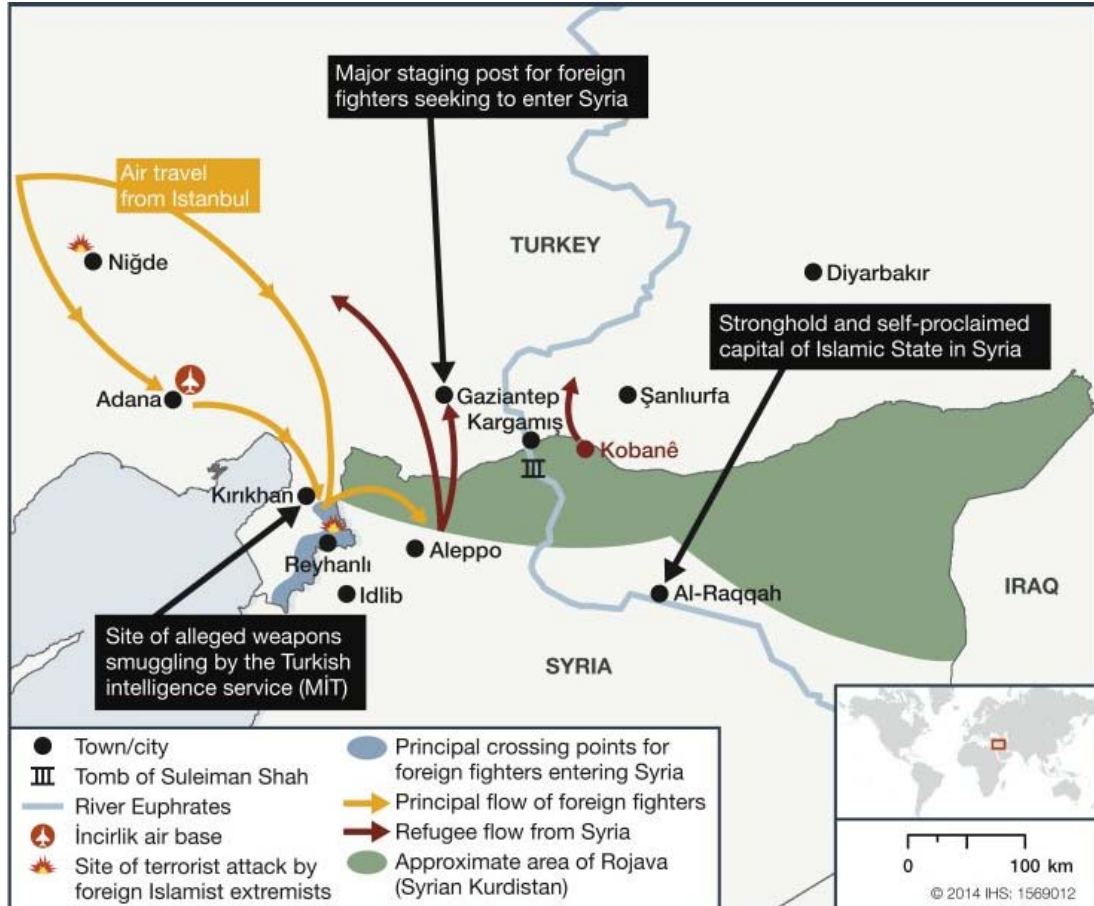 Major staging post for foreign
fighters seeking to enter Syria
Air travel
from Istanbul
Niğde
TURKEY
Diyarbakır
Stronghold and self-proclaimed
capital of Islamic State in Syria
Adana
Gaziantep
Kargamış
Şanlıurfa
Kobanê
Kırıkhan
Reyhanlı
Aleppo
Idlib
Al-Raqqah
IRAQ
Site of alleged weapons
smuggling by the Turkish
intelligence service (MİT)
SYRIA
Town/city
Tomb of Suleiman Shah
River Euphrates
İncirlik air base
Site of terrorist attack by
foreign Islamist extremists
Principal crossing points for
foreign fighters entering Syria
Principal flow of foreign fighters
Refugee flow from Syria
Approximate area of Rojava
(Syrian Kurdistan)
0 100 km
© 2014 IHS: 1569012